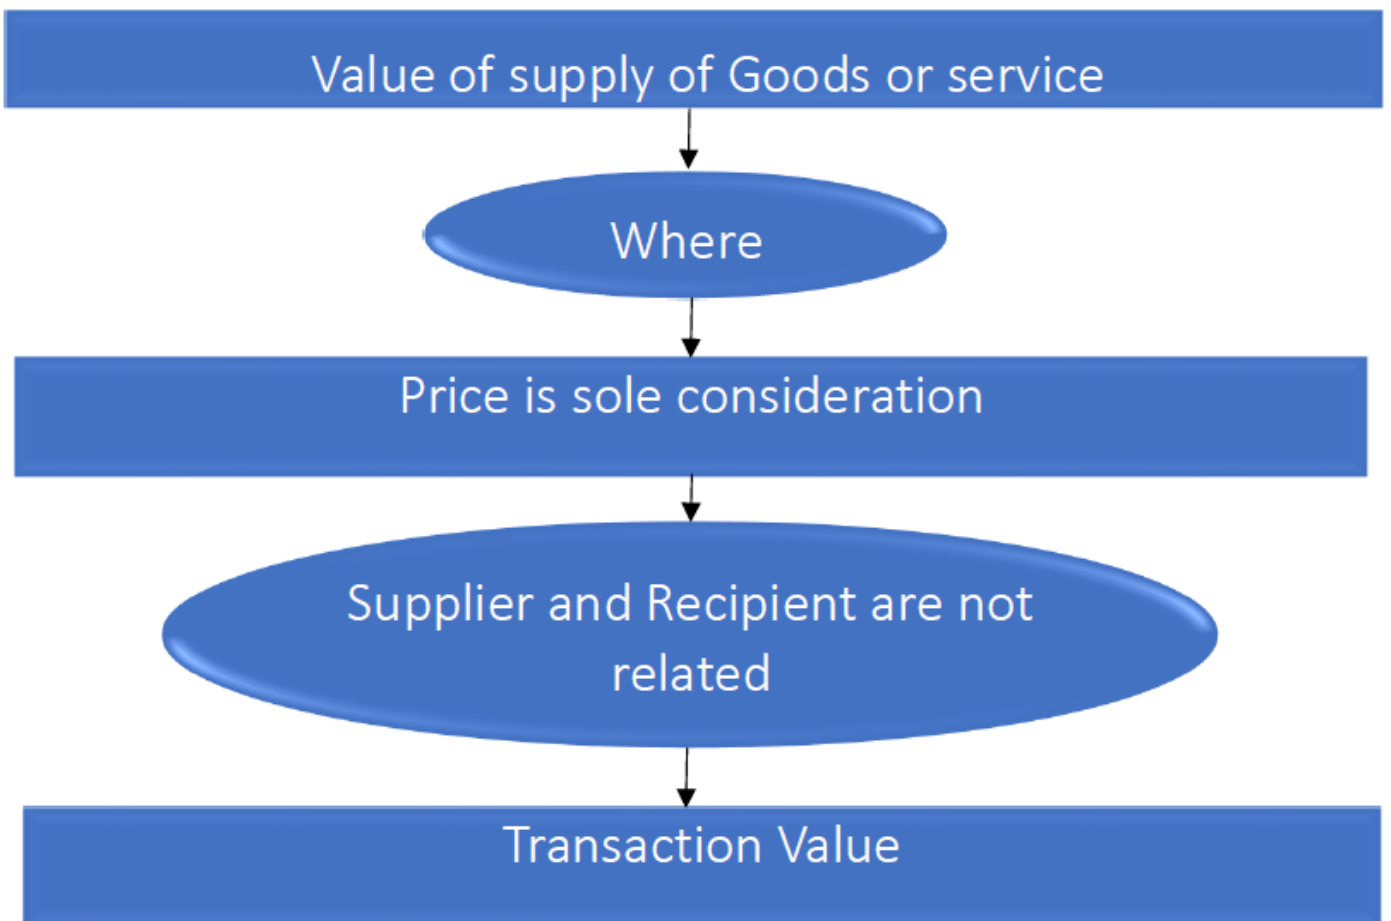 Value of supply of Goods or service
Where
Price is sole consideration
Supplier and Recipient are not
related
Transaction Value